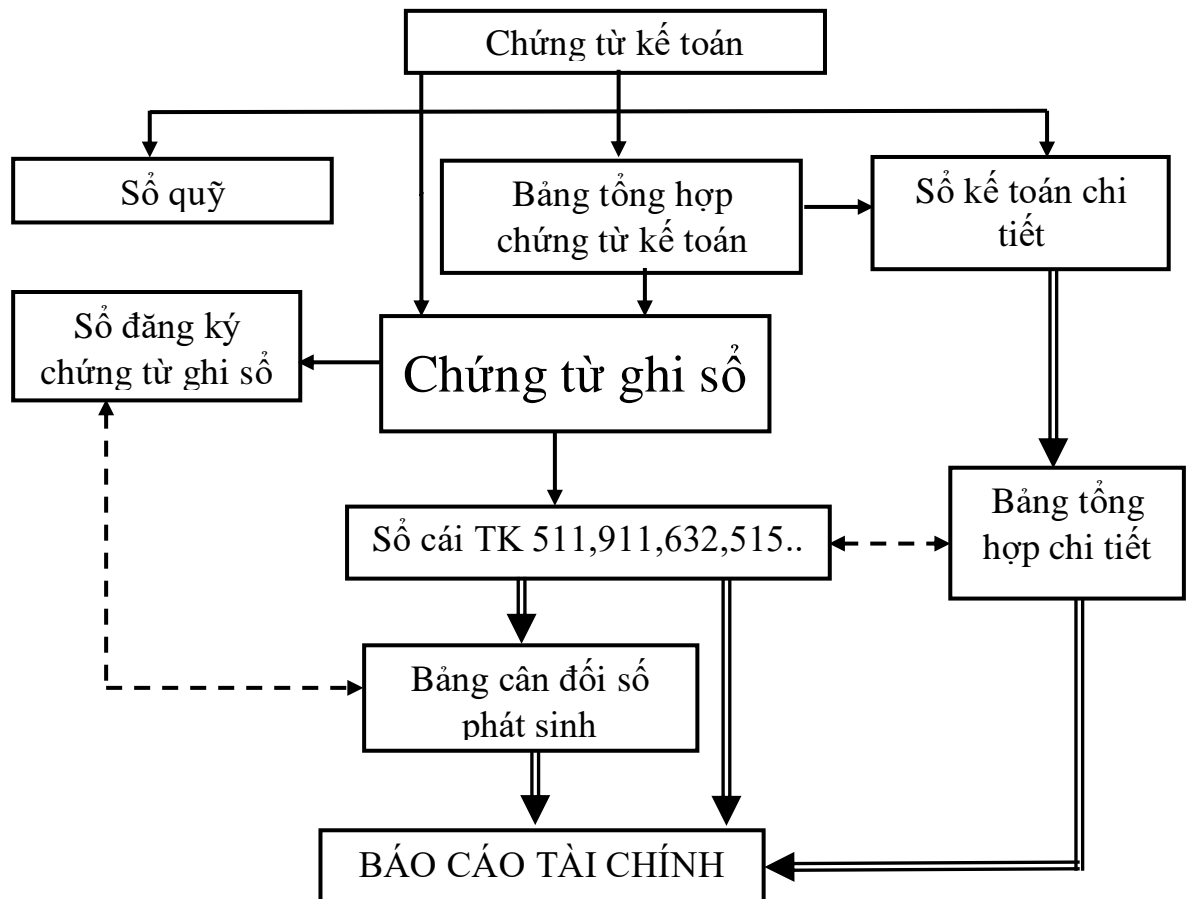 Chứng từ kế toán
Sổ quỹ
Bảng tổng hợp
chứng từ kế toán
Sổ kế toán chi
tiết
Sổ đăng ký
chứng từ ghi sổ
Chứng từ ghi sổ
Sổ cái TK 511,911,632,515..
Bảng tổng
hợp chi tiết
Bảng cân đối số
phát sinh
BÁO CÁO TÀI CHÍNH